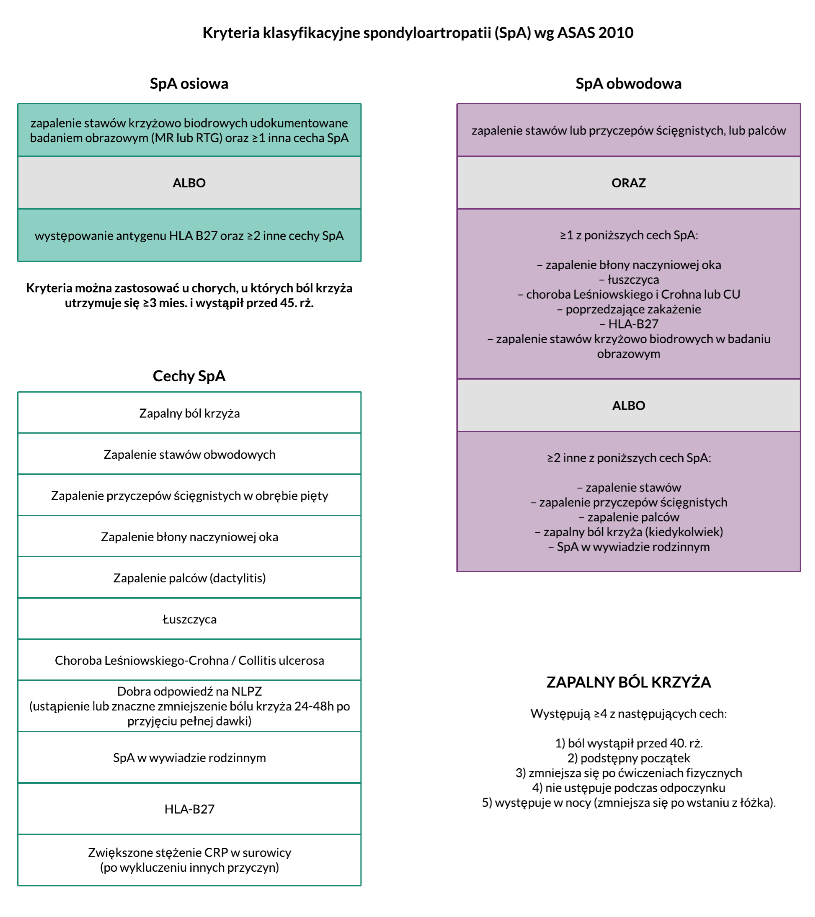 Kryteria klasyfikacyjne spondyloartropatii (SpA) wg ASAS 2010
SpA osiowa
zapalenie stawów krzyżowo biodrowych udokumentowane
badaniem obrazowym (MR lub RTG) oraz ≥1 inna cecha SpA
ALBO
występowanie antygenu HLA B27 oraz ≥2 inne cechy SpA
Kryteria można zastosować u chorych, u których ból krzyża
utrzymuje się ≥3 mies. i wystąpił przed 45. rż.
Cechy SpA
Zapalny ból krzyża
Zapalenie stawów obwodowych
Zapalenie przyczepów ścięgnistych w obrębie pięty
Zapalenie błony naczyniowej oka
Zapalenie palców (dactylitis)
Łuszczyca
Choroba Leśniowskiego-Crohna / Collitis ulcerosa
Dobra odpowiedź na NLPZ
(ustąpienie lub znaczne zmniejszenie bólu krzyża 24-48h po
przyjęciu pełnej dawki)
SpA w wywiadzie rodzinnym
HLA-B27
Zwiększone stężenie CRP w surowicy
(po wykluczeniu innych przyczyn)
SpA obwodowa
zapalenie stawów lub przyczepów ścięgnistych, lub palców
ORAZ
≥1 z poniższych cech SpA:
– zapalenie błony naczyniowej oka
– łuszczyca
– choroba Leśniowskiego i Crohna lub CU
– poprzedzające zakażenie
– HLA-B27
– zapalenie stawów krzyżowo biodrowych w badaniu
obrazowym
ALBO
≥2 inne z poniższych cech SpA:
– zapalenie stawów
– zapalenie przyczepów ścięgnistych
– zapalenie palców
– zapalny ból krzyża (kiedykolwiek)
– SpA w wywiadzie rodzinnym
ZAPALNY BÓL KRZYŻA
Występują ≥4 z następujących cech:
1) ból wystąpił przed 40. rż.
2) podstępny początek
3) zmniejsza się po ćwiczeniach fizycznych
4) nie ustępuje podczas odpoczynku
5) występuje w nocy (zmniejsza się po wstaniu z łóżka).